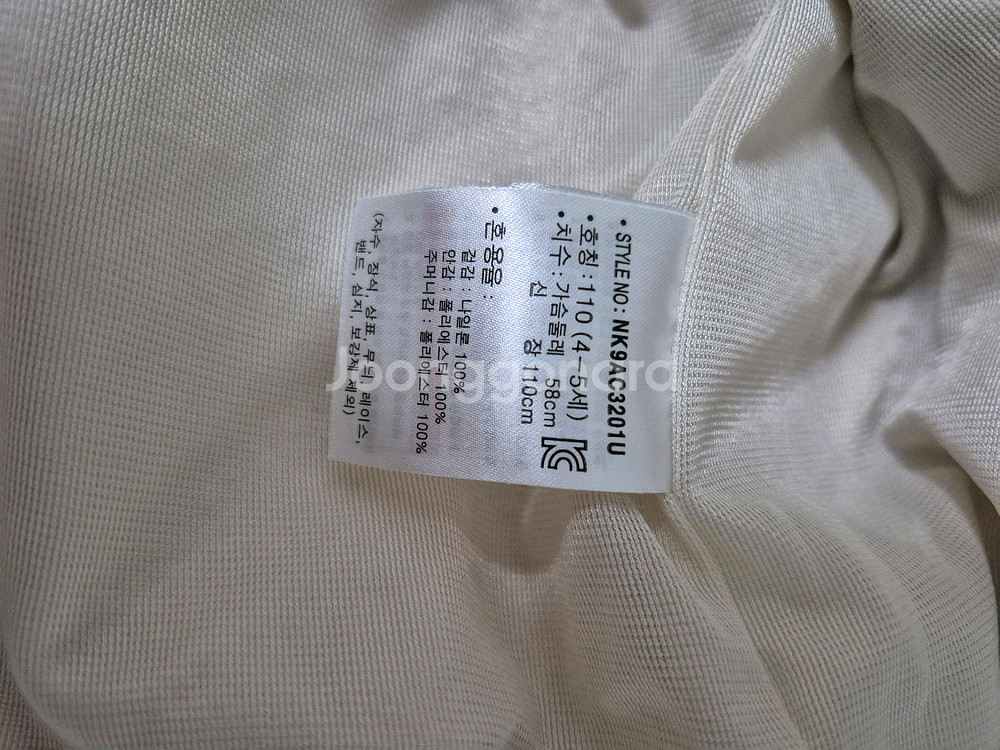 • STYLE NO : NK9AC3201U
• 호칭 : 110 (4~5세)
• 치수 : 가슴둘레 58cm
신 장 110cm
• 혼용율 :
겉감 : 나일론 100%
안감 : 폴리에스터 100%
주머니감 : 폴리에스터 100%
(자수, 장식, 상표, 무늬 레이스,
밴드, 심지, 보강재 제외)
Joonggonara